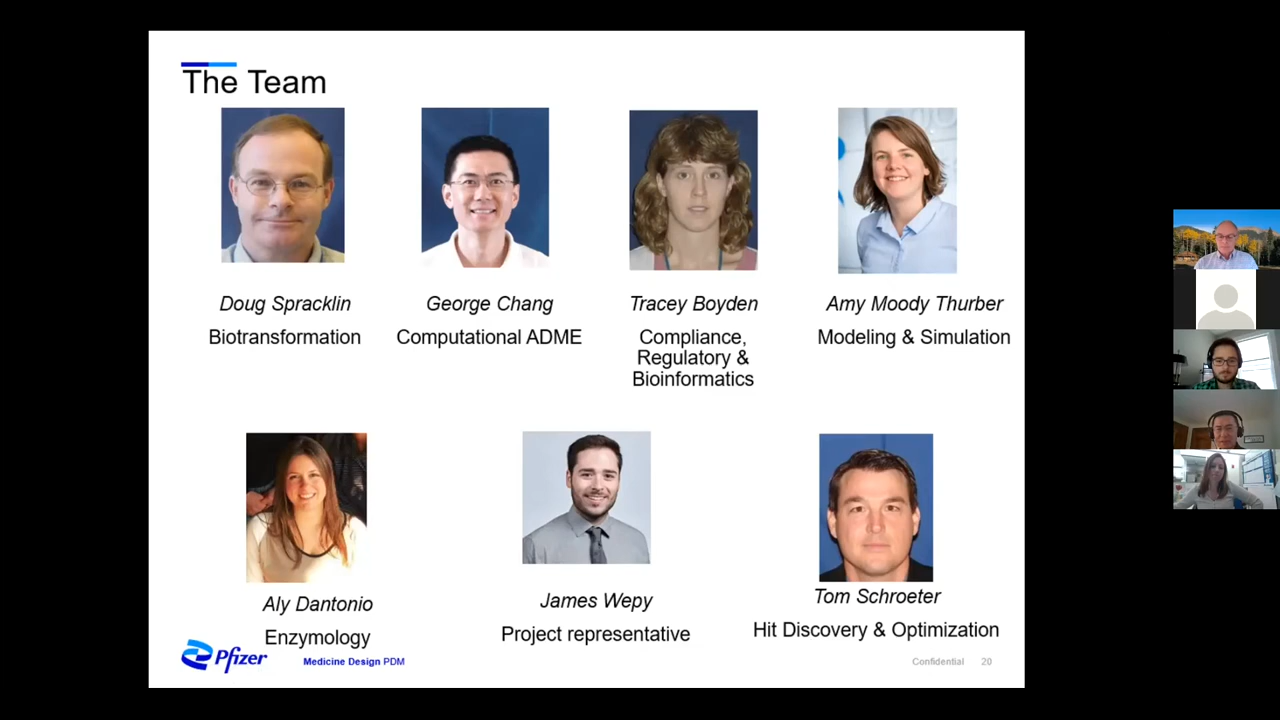 The Team
Doug Spracklin
George Chang
Tracey Boyden
Amy Moody Thurber
Biotransformation
Computational ADME
Compliance,
Regulatory &
Bioinformatics
Modeling & Simulation
Aly Dantonio
James Wepy
Tom Schroeter
Enzymology
Project representative
Hit Discovery & Optimization
Pfizer
Medicine Design PDM
Confidential
20